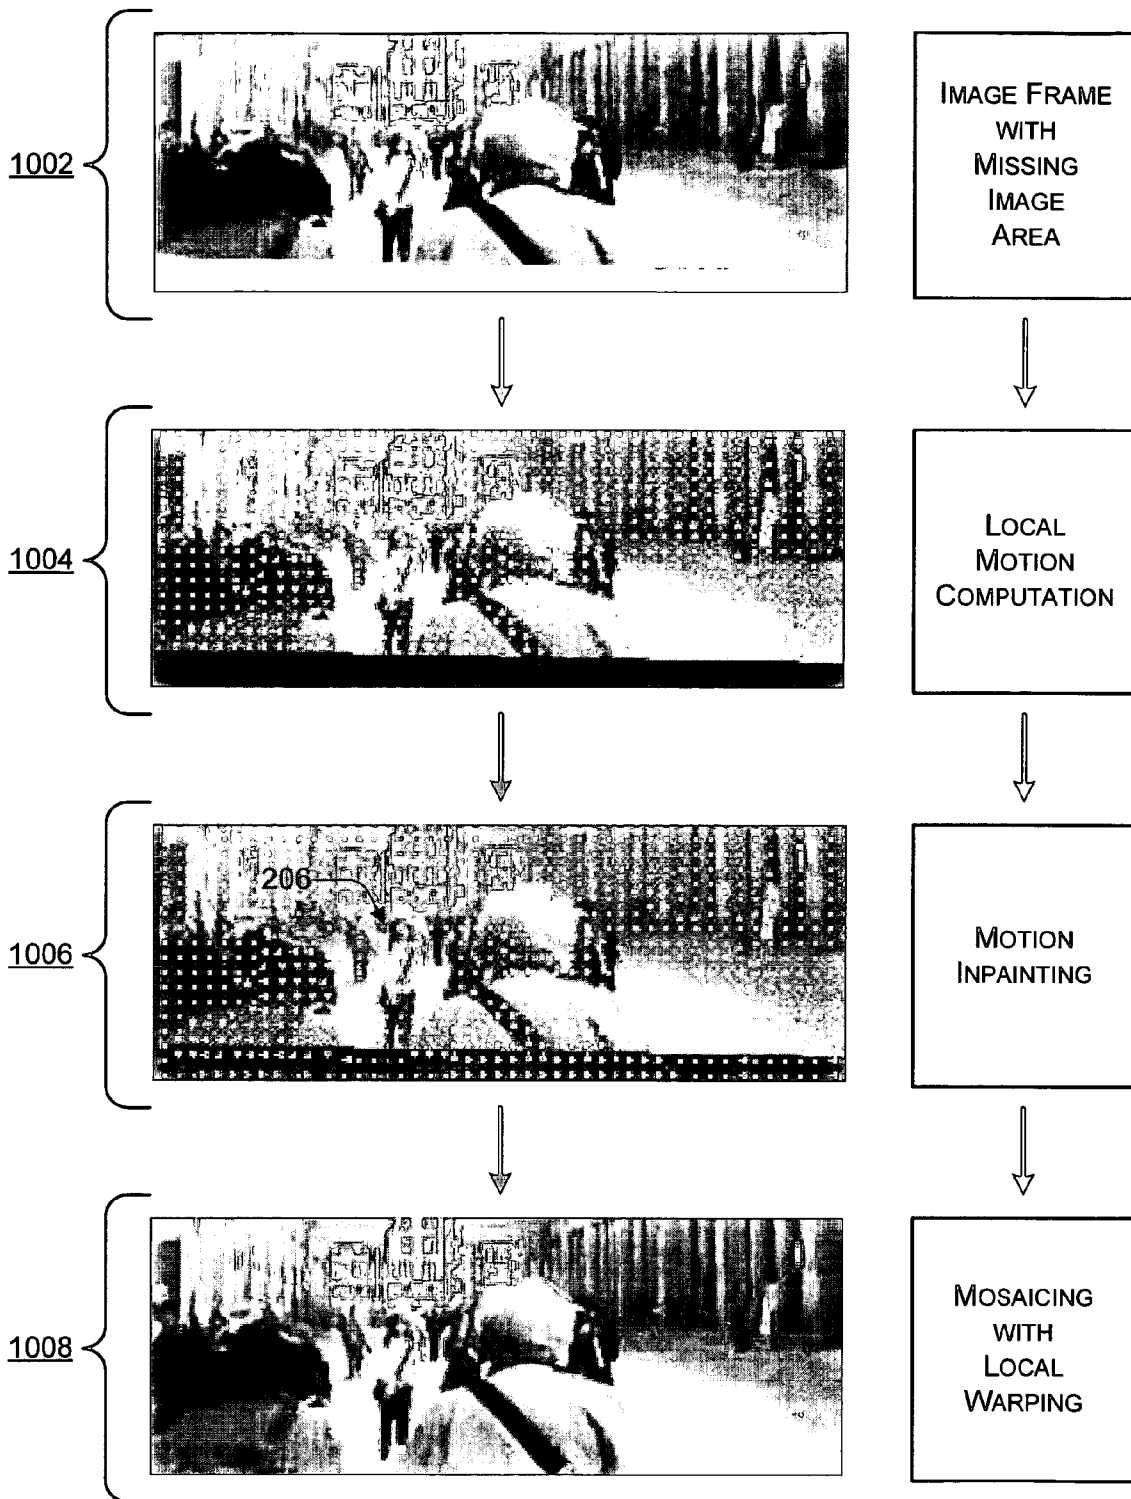 1002
IMAGE FRAME
WITH
MISSING
IMAGE
AREA
1004
LOCAL
MOTION
COMPUTATION
206
1006
MOTION
INPAINTING
1008
MOSAICING
WITH
LOCAL
WARPING